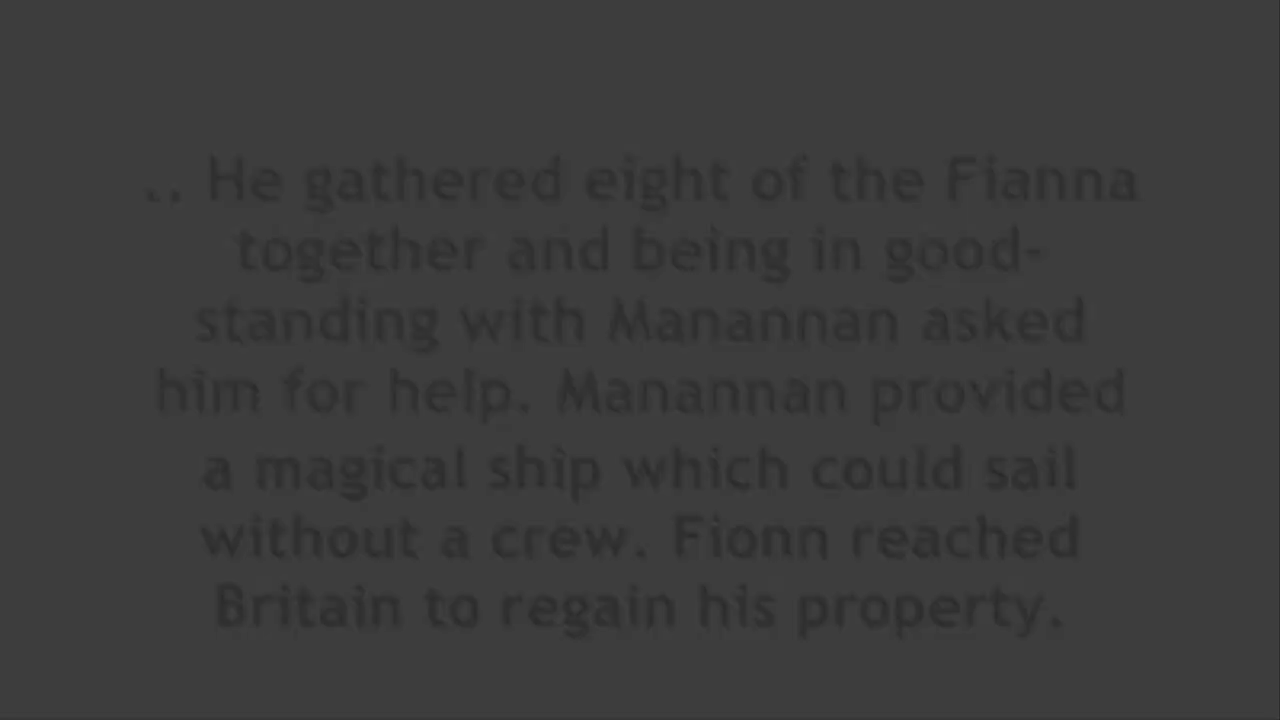 .. He gathered eight of the Fianna
together and being in good-
standing with Manannan asked
him for help. Manannan provided
a magical ship which could sail
without a crew. Fionn reached
Britain to regain his property.